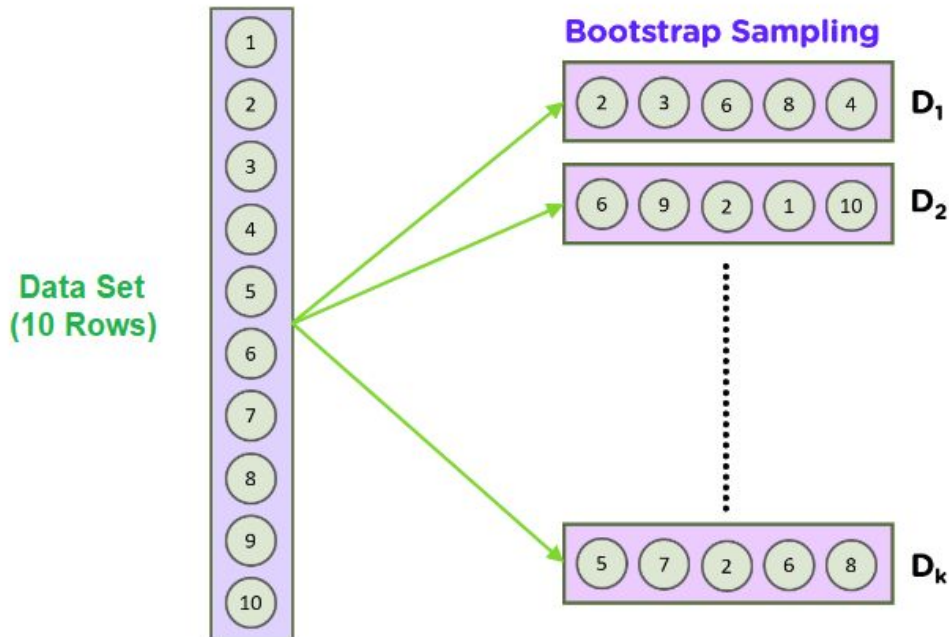 Bootstrap Sampling
Data Set
(10 Rows)
1
2
3
4
5
6
7
8
9
10
2 3 6 8 4 D₁
6 9 2 1 10 D₂
5 7 2 6 8 Dₖ